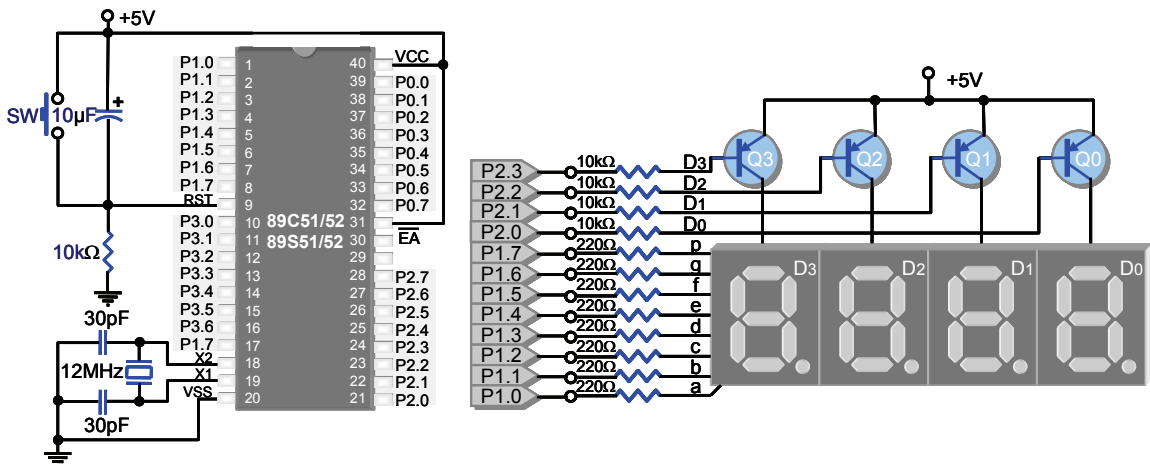 +5V
SW
10µF
+
10kΩ
30pF
12MHz
30pF
P1.0
P1.1
P1.2
P1.3
P1.4
P1.5
P1.6
P1.7
RST
P3.0
P3.1
P3.2
P3.3
P3.4
P3.5
P3.6
P1.7
X2
X1
VSS
1
2
3
4
5
6
7
8
9
10
11
12
13
14
15
16
17
18
19
20
89C51/52
89S51/52
40
39
38
37
36
35
34
33
32
31
30
29
28
27
26
25
24
23
22
21
VCC
P0.0
P0.1
P0.2
P0.3
P0.4
P0.5
P0.6
P0.7
EA
P2.7
P2.6
P2.5
P2.4
P2.3
P2.2
P2.1
P2.0
+5V
Q3
Q2
Q1
Q0
P2.3 10kΩ D3
P2.2 10kΩ D2
P2.1 10kΩ D1
P2.0 10kΩ D0
P1.7 220Ω p
P1.6 220Ω g
P1.5 220Ω f
P1.4 220Ω e
P1.3 220Ω d
P1.2 220Ω c
P1.1 220Ω b
P1.0 220Ω a
D3
D2
D1
D0